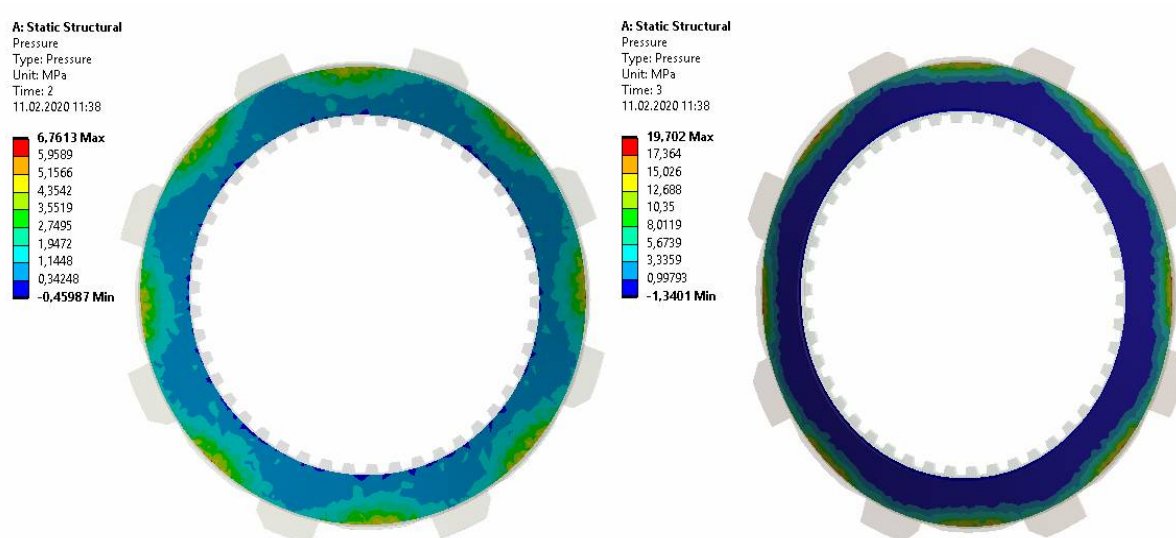 A: Static Structural
Pressure
Type: Pressure
Unit: MPa
Time: 2
11.02.2020 11:38
6,7613 Max
5,9589
5,1566
4,3542
3,5519
2,7495
1,9472
1,1448
0,34248
-0,45987 Min
A: Static Structural
Pressure
Type: Pressure
Unit: MPa
Time: 3
11.02.2020 11:38
19,702 Max
17,364
15,026
12,688
10,35
8,0119
5,6739
3,3359
0,99793
-1,3401 Min